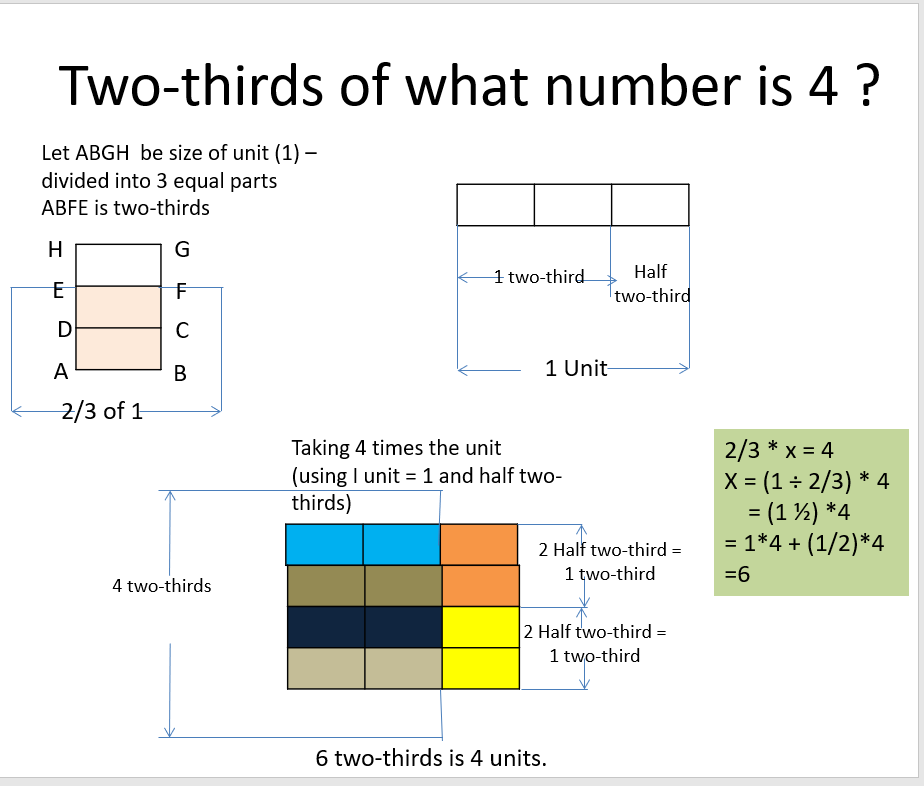 Two-thirds of what number is 4 ?
Let ABGH be size of unit (1) –
divided into 3 equal parts
ABFE is two-thirds
H
G
E
F
D
C
A
B
2/3 of 1
1 two-third
Half
two-third
1 Unit
Taking 4 times the unit
(using I unit = 1 and half two-
thirds)
4 two-thirds
2 Half two-third =
1 two-third
2 Half two-third =
1 two-third
6 two-thirds is 4 units.
2/3 * x = 4
X = (1 ÷ 2/3) * 4
= (1 ½) *4
= 1*4 + (1/2)*4
=6